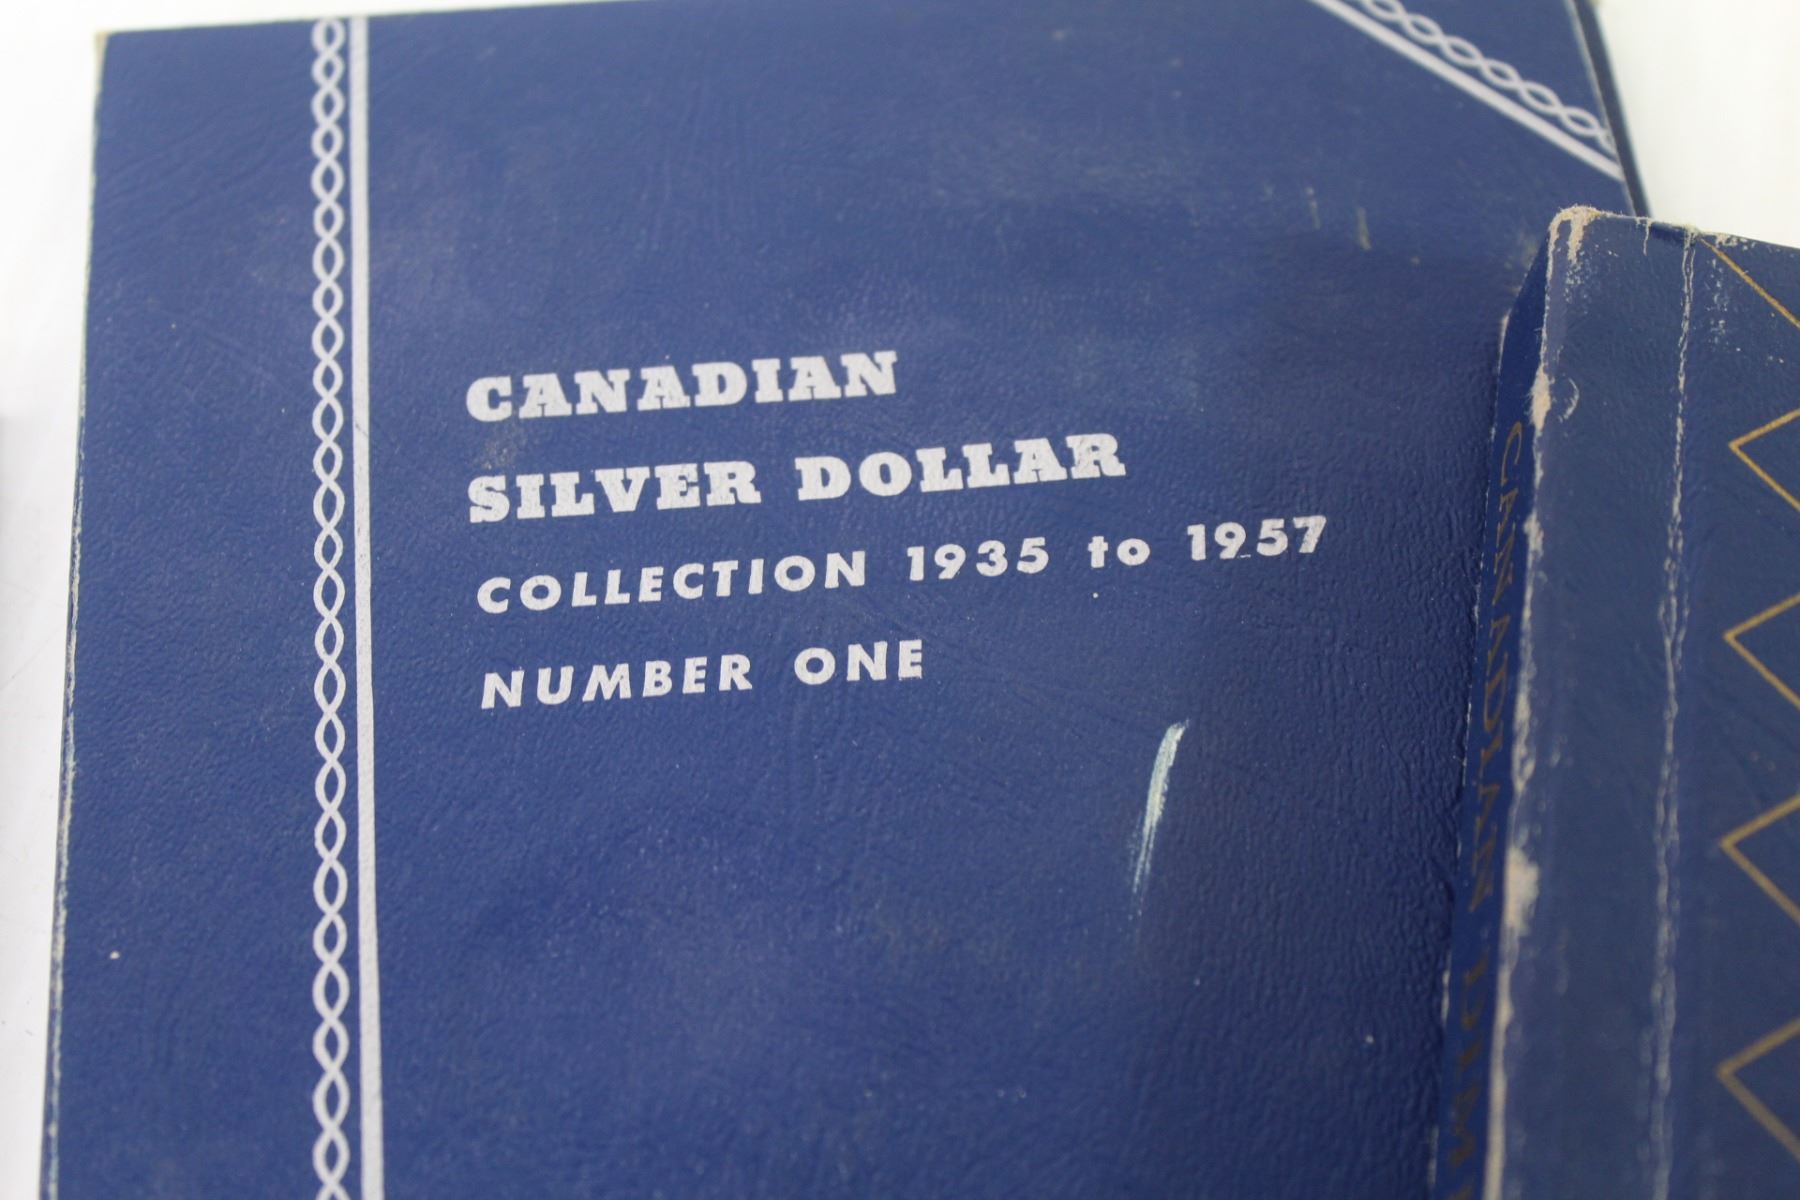 CANADIAN
SILVER DOLLAR
COLLECTION 1935 to 1957
NUMBER ONE
CANADIAN